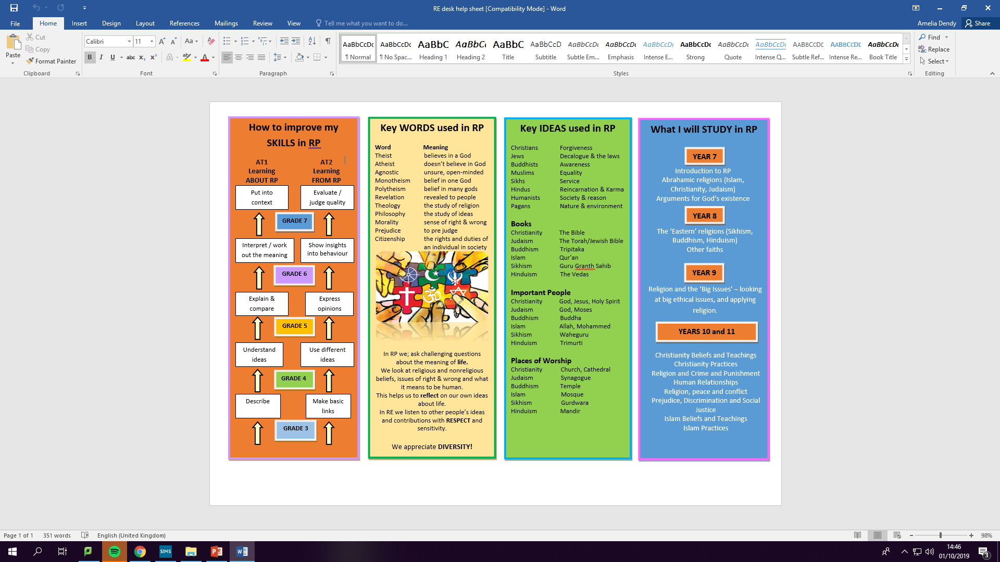 RE desk help sheet [Compatibility Mode] - Word
File Home Insert Design Layout References Mailings Review View Tell me what you want to do... Amelia Dendy Share
Paste
Cut
Copy
Format Painter
Clipboard
Calibri 11
Font
Paragraph
AaBbCcDc AaBbCcDc AaBbC AaBbC AaBbC AaBbCcD AaBbCcDc AaBbCcDc AaBbCcDc AaBbCcDc AaBbCcDc AaBbCcDc AABBCCDE AABBCCDE AaBbCcDc
¶ Normal ¶ No Spac... Heading 1 Heading 2 Title Subtitle Subtle Em... Emphasis Intense E... Strong Quote Intense Q... Subtle Ref... Intense Re... Book Title
Styles
Find
Replace
Select
Editing
How to improve my
SKILLS in RP
AT1
Learning
ABOUT RP
AT2
Learning
FROM RP
Put into
context
Evaluate /
judge quality
GRADE 7
Interpret / work
out the meaning
Show insights
into behaviour
GRADE 6
Explain &
compare
Express
opinions
GRADE 5
Understand
ideas
Use different
ideas
GRADE 4
Describe
Make basic
links
GRADE 3
Key WORDS used in RP
Word Meaning
Theist believes in a God
Atheist doesn't believe in God
Agnostic unsure, open-minded
Monotheism belief in one God
Polytheism belief in many gods
Revelation revealed to people
Theology the study of religion
Philosophy the study of ideas
Morality sense of right & wrong
Prejudice to pre judge
Citizenship the rights and duties of
an individual in society
In RP we; ask challenging questions
about the meaning of life.
We look at religious and nonreligious
beliefs, issues of right & wrong and what
it means to be human.
This helps us to reflect on our own ideas
about life.
In RE we listen to other people's ideas
and contributions with RESPECT and
sensitivity.
We appreciate DIVERSITY!
Key IDEAS used in RP
Christians Forgiveness
Jews Decalogue & the laws
Buddhists Awareness
Muslims Equality
Sikhs Service
Hindus Reincarnation & Karma
Humanists Society & reason
Pagans Nature & environment
Books
Christianity The Bible
Judaism The Torah/Jewish Bible
Buddhism Tripitaka
Islam Qur'an
Sikhism Guru Granth Sahib
Hinduism The Vedas
Important People
Christianity God, Jesus, Holy Spirit
Judaism God, Moses
Buddhism Buddha
Islam Allah, Mohammed
Sikhism Waheguru
Hinduism Trimurti
Places of Worship
Christianity Church, Cathedral
Judaism Synagogue
Buddhism Temple
Islam Mosque
Sikhism Gurdwara
Hinduism Mandir
What I will STUDY in RP
YEAR 7
Introduction to RP
Abrahamic religions (Islam,
Christianity, Judaism)
Arguments for God's existence
YEAR 8
The 'Eastern' religions (Sikhism,
Buddhism, Hinduism)
Other faiths
YEAR 9
Religion and the 'Big Issues' – looking
at big ethical issues, and applying
religion.
YEARS 10 and 11
Christianity Beliefs and Teachings
Christianity Practices
Religion and Crime and Punishment
Human Relationships
Religion, peace and conflict
Prejudice, Discrimination and Social
Justice
Islam Beliefs and Teachings
Islam Practices
Page 1 of 1 351 words English (United Kingdom) 98%
SIMS
14:46
01/10/2019
3